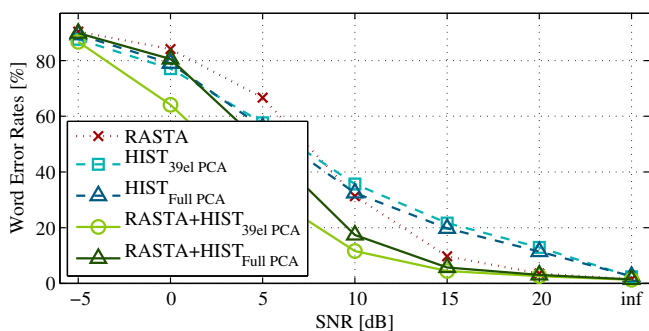 80
60
40
20
0
Word Error Rates [%]
RASTA
HIST39el PCA
HISTFull PCA
RASTA+HIST39el PCA
RASTA+HISTFull PCA
−5 0 5 10 15 20 inf
SNR [dB]